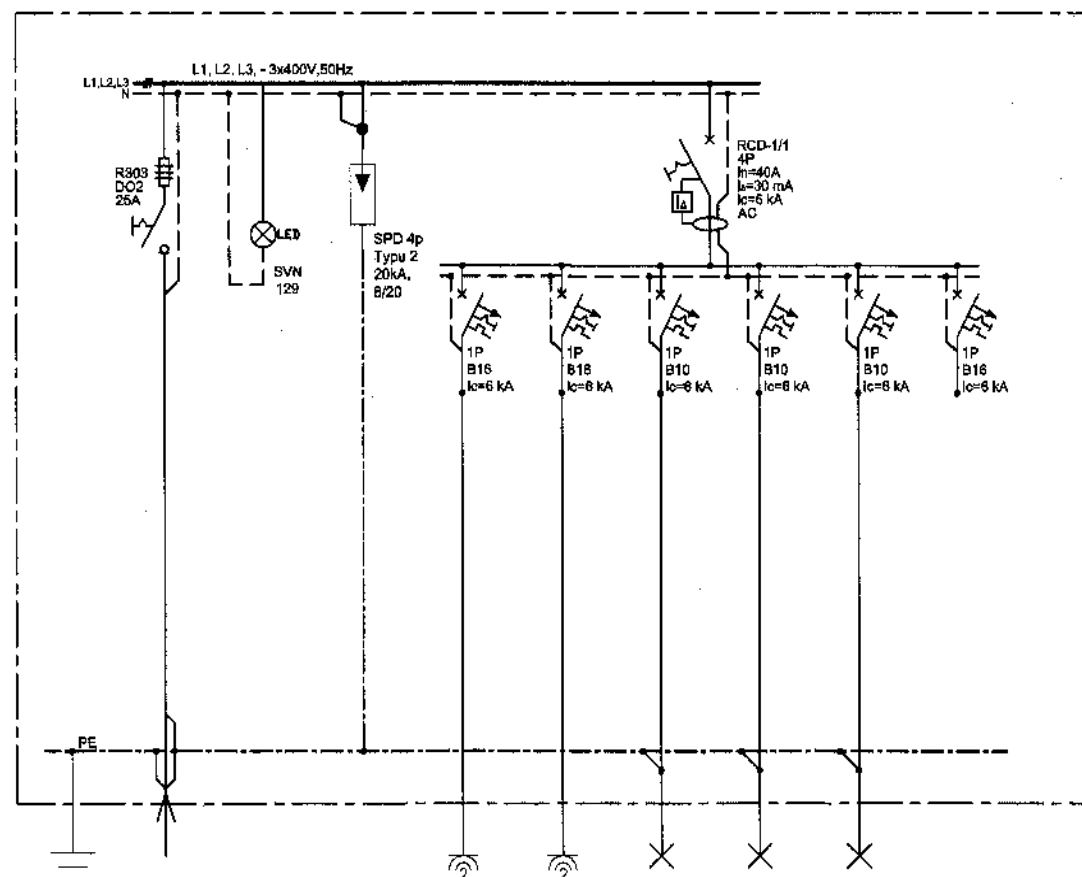 L1, L2, L3, ~ 3x400V, 50Hz
L1,L2,L3
N
R303
DO2
25A
LED
SVN
129
SPD 4p
Typu 2
20kA,
8/20
RCD-1/1
4P
In=40A
I∆=30 mA
Ic=6 kA
AC
I∆
1P
B16
Ic=6 kA
1P
B16
Ic=6 kA
1P
B10
Ic=6 kA
1P
B10
Ic=6 kA
1P
B10
Ic=6 kA
1P
B16
Ic=6 kA
PE
2
2